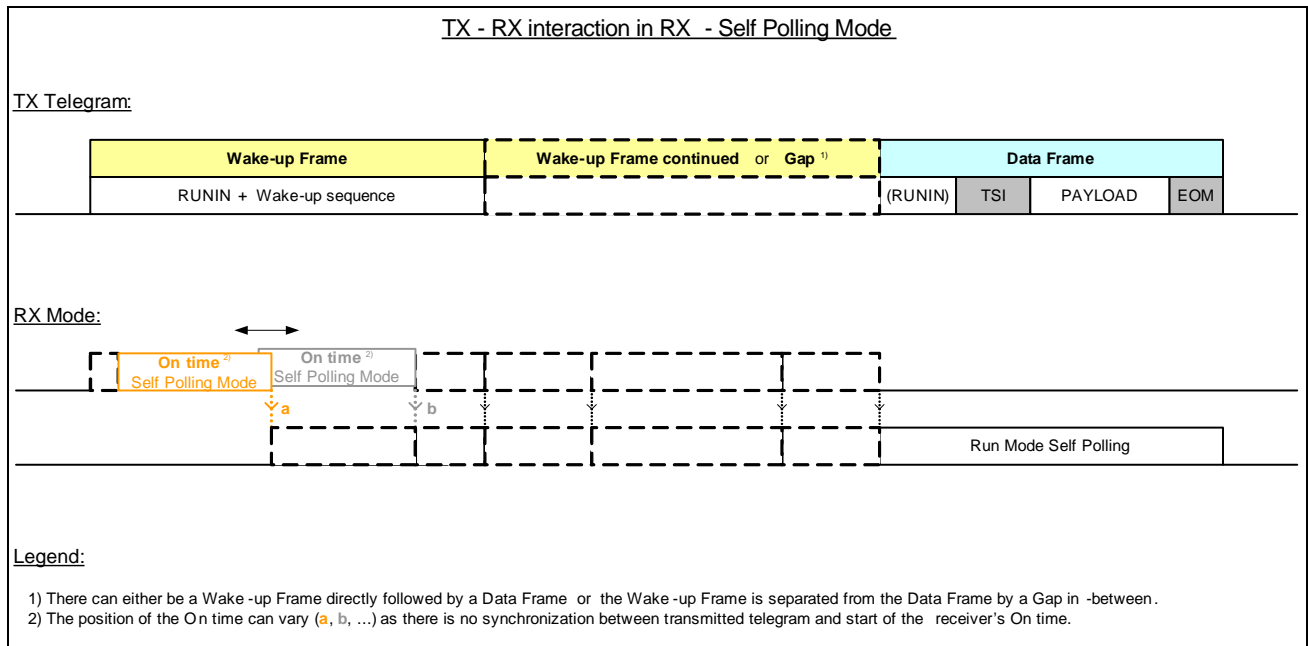 TX - RX interaction in RX - Self Polling Mode
TX Telegram:
Wake-up Frame
Wake-up Frame continued or Gap 1)
Data Frame
RUNIN + Wake-up sequence
(RUNIN)
TSI
PAYLOAD
EOM
RX Mode:
On time 2)
Self Polling Mode
On time 2)
Self Polling Mode
a
b
Run Mode Self Polling
Legend:
1) There can either be a Wake -up Frame directly followed by a Data Frame or the Wake -up Frame is separated from the Data Frame by a Gap in -between.
2) The position of the On time can vary (a, b, ...) as there is no synchronization between transmitted telegram and start of the receiver's On time.